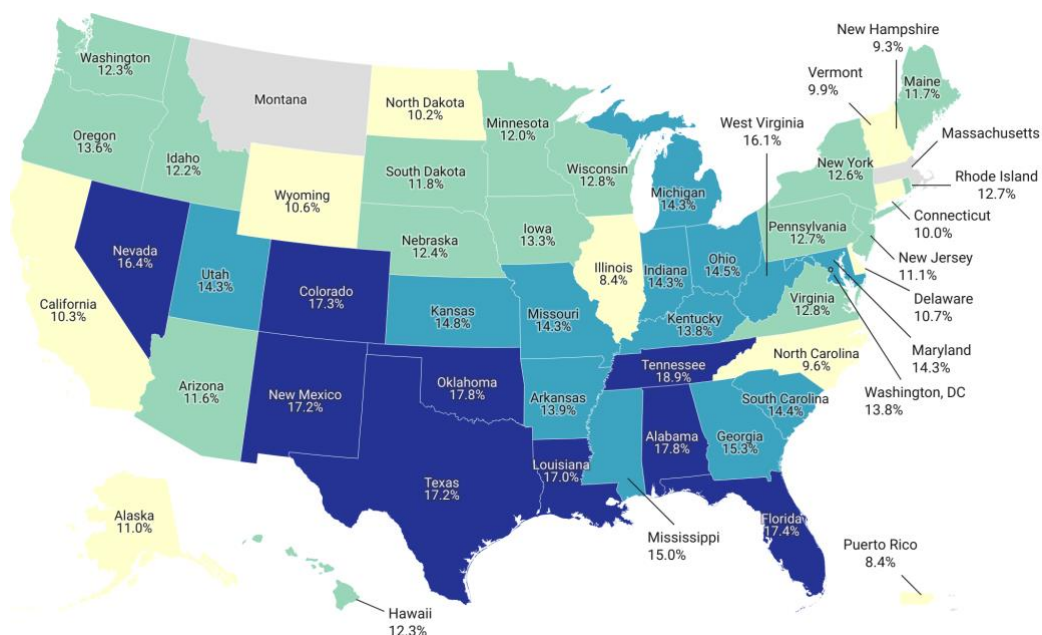 New Hampshire
9.3%
Washington
12.3%
Vermont
9.9%
Maine
11.7%
Montana
North Dakota
10.2%
Minnesota
12.0%
West Virginia
16.1%
Massachusetts
Oregon
13.6%
Idaho
12.2%
South Dakota
11.8%
Wisconsin
12.8%
New York
12.6%
Rhode Island
12.7%
Wyoming
10.6%
Michigan
14.3%
Connecticut
10.0%
Nebraska
12.4%
Iowa
13.3%
Pennsylvania
12.7%
New Jersey
11.1%
Nevada
16.4%
Utah
14.3%
Colorado
17.3%
Illinois
8.4%
Indiana
14.3%
Ohio
14.5%
Delaware
10.7%
California
10.3%
Kansas
14.8%
Missouri
14.3%
Kentucky
13.8%
Virginia
12.8%
Maryland
14.3%
Arizona
11.6%
New Mexico
17.2%
Oklahoma
17.8%
Arkansas
13.9%
Tennessee
18.9%
North Carolina
9.6%
Washington, DC
13.8%
South Carolina
14.4%
Texas
17.2%
Louisiana
17.0%
Alabama
17.8%
Georgia
15.3%
Alaska
11.0%
Mississippi
15.0%
Florida
17.4%
Puerto Rico
8.4%
Hawaii
12.3%